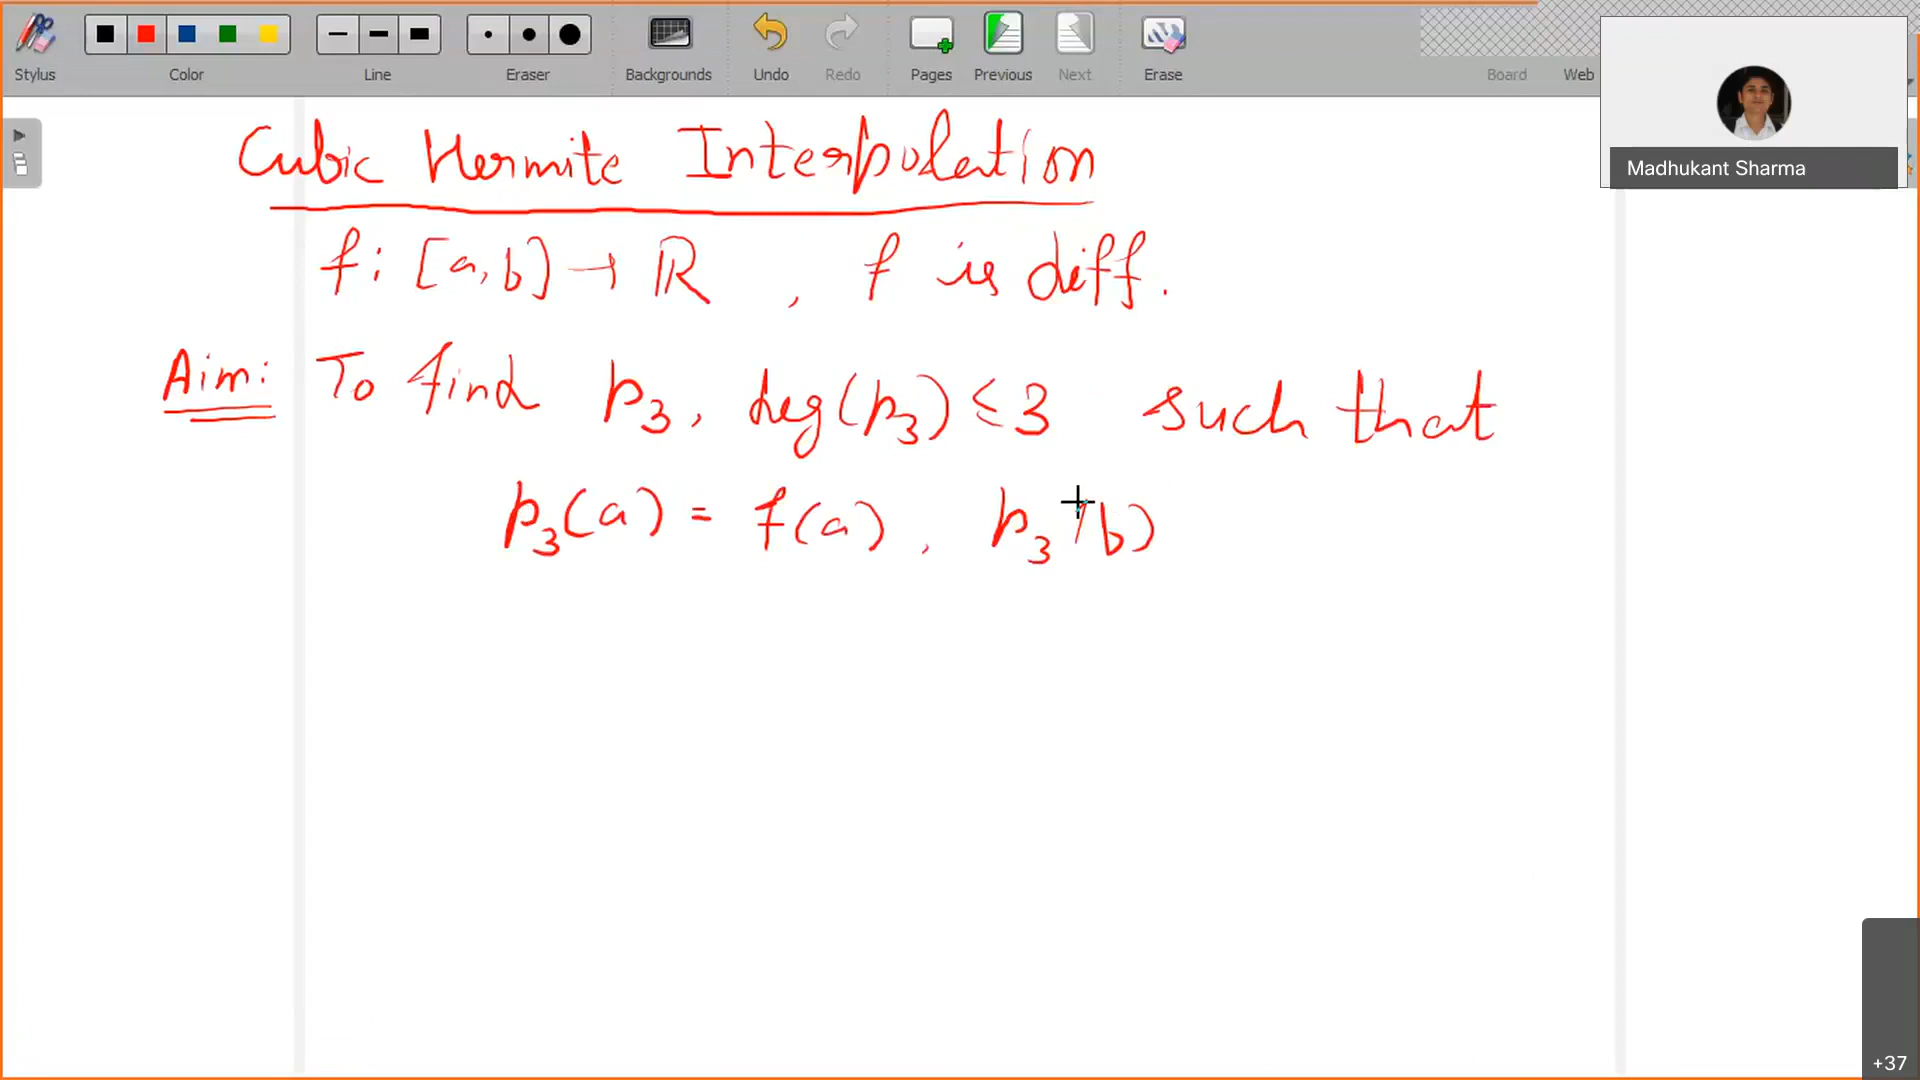 Stylus Color Line Eraser Backgrounds Undo Redo Pages Previous Next Erase Board Web
Madhukant Sharma
Cubic Hermite Interpolation
f: [a,b] → ℝ , f is diff.
Aim: To find p₃, deg(p₃) ≤ 3 such that
p₃(a) = f(a), p₃(b)
+37